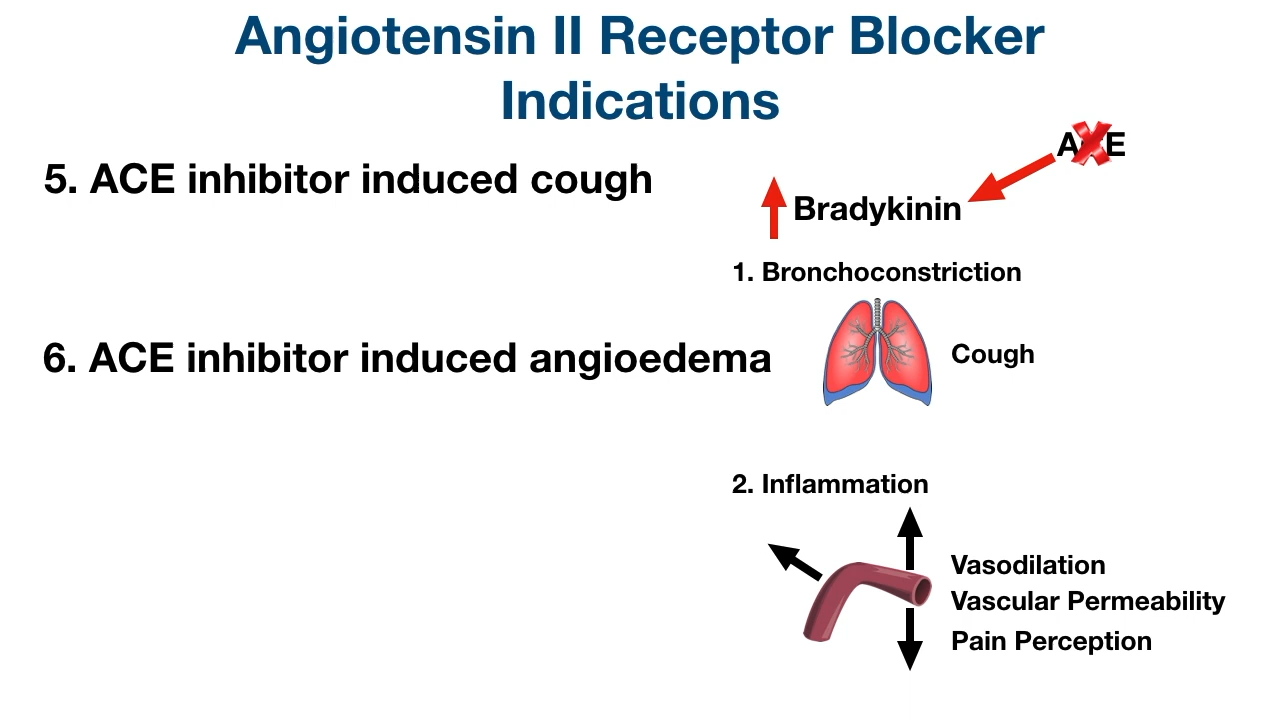 Angiotensin II Receptor Blocker
Indications
5. ACE inhibitor induced cough
6. ACE inhibitor induced angioedema
ACE
Bradykinin
1. Bronchoconstriction
Cough
2. Inflammation
Vasodilation
Vascular Permeability
Pain Perception